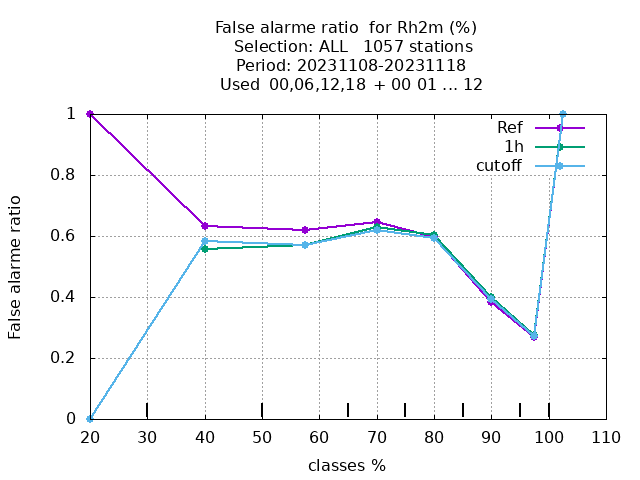 False alarme ratio  for Rh2m (%)
Selection: ALL   1057 stations
Period: 20231108-20231118
Used  00,06,12,18  + 00 01 ... 12
Ref
1h
cutoff
False alarme ratio
1
0.8
0.6
0.4
0.2
0
20 30 40 50 60 70 80 90 100 110
classes %